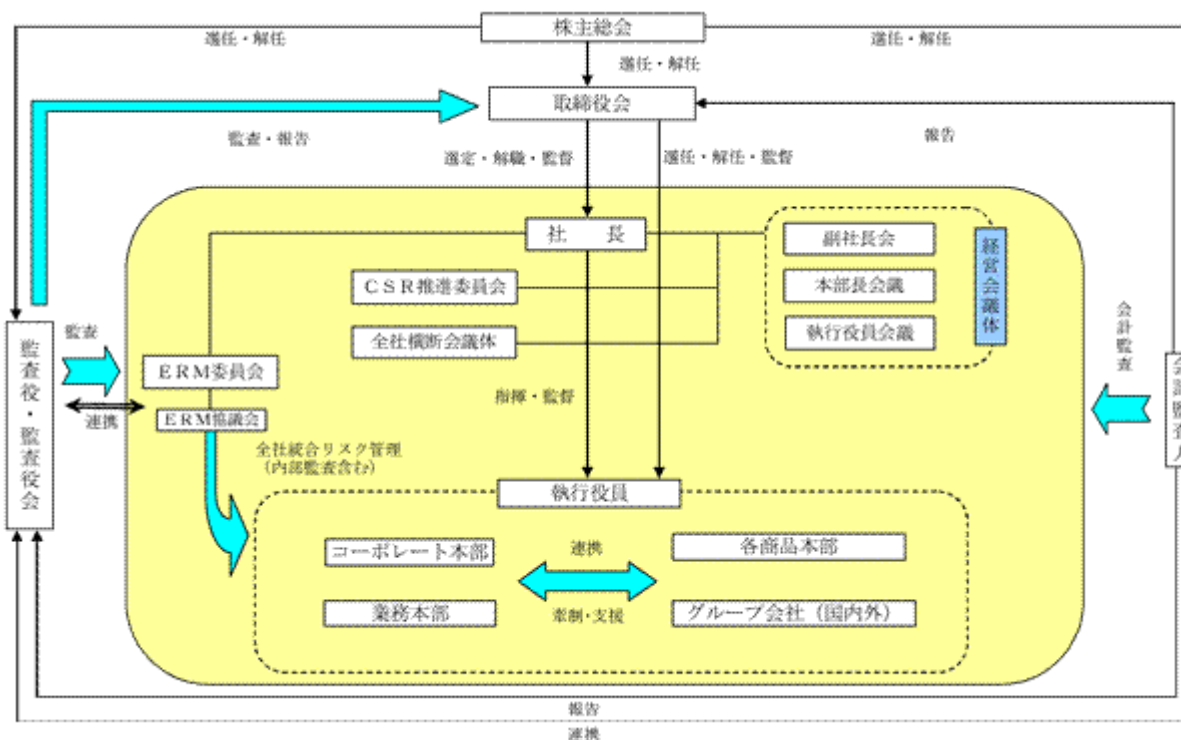 株主総会
選任・解任
選任・解任
選任・解任
取締役会
監査・報告
報告
選定・解職・監督
選任・解任・監督
社　長
副社長会
本部長会議
執行役員会議
経営会議体
CSR推進委員会
全社横断会議体
監査
連携
監査役・監査役会
ERM委員会
ERM協議会
指揮・監督
会計監査
会計監査人
全社統合リスク管理
(内部監査含む)
執行役員
コーポレート本部
連携
各商品本部
業務本部
牽制・支援
グループ会社(国内外)
報告
連携